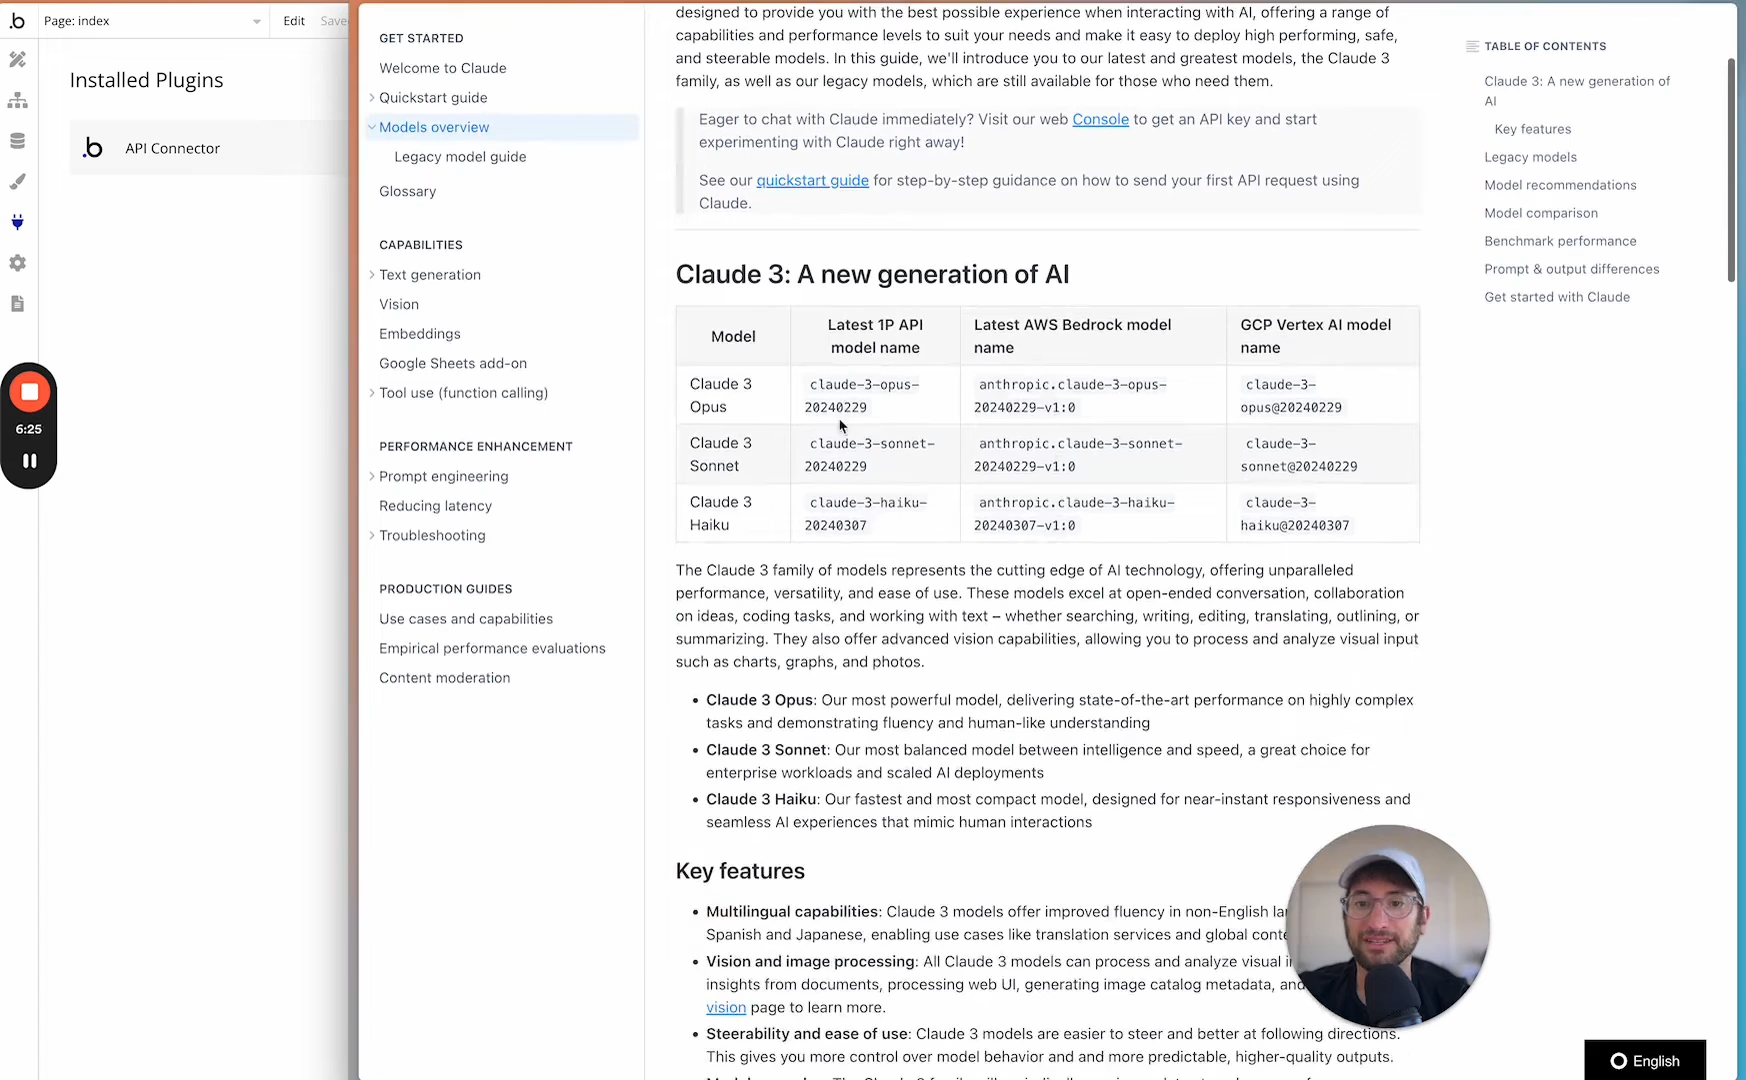 Page: index
Edit
Save
Installed Plugins
API Connector
6:25
GET STARTED
Welcome to Claude
Quickstart guide
Models overview
Legacy model guide
Glossary
CAPABILITIES
Text generation
Vision
Embeddings
Google Sheets add-on
Tool use (function calling)
PERFORMANCE ENHANCEMENT
Prompt engineering
Reducing latency
Troubleshooting
PRODUCTION GUIDES
Use cases and capabilities
Empirical performance evaluations
Content moderation
designed to provide you with the best possible experience when interacting with AI, offering a range of
capabilities and performance levels to suit your needs and make it easy to deploy high performing, safe,
and steerable models. In this guide, we'll introduce you to our latest and greatest models, the Claude 3
family, as well as our legacy models, which are still available for those who need them.
Eager to chat with Claude immediately? Visit our web Console to get an API key and start
experimenting with Claude right away!
See our quickstart guide for step-by-step guidance on how to send your first API request using
Claude.
Claude 3: A new generation of AI
Model
Latest 1P API
model name
Latest AWS Bedrock model
name
GCP Vertex AI model
name
Claude 3
Opus
claude-3-opus-
20240229
anthropic.claude-3-opus-
20240229-v1:0
claude-3-
opus@20240229
Claude 3
Sonnet
claude-3-sonnet-
20240229
anthropic.claude-3-sonnet-
20240229-v1:0
claude-3-
sonnet@20240229
Claude 3
Haiku
claude-3-haiku-
20240307
anthropic.claude-3-haiku-
20240307-v1:0
claude-3-
haiku@20240307
The Claude 3 family of models represents the cutting edge of AI technology, offering unparalleled
performance, versatility, and ease of use. These models excel at open-ended conversation, collaboration
on ideas, coding tasks, and working with text – whether searching, writing, editing, translating, outlining, or
summarizing. They also offer advanced vision capabilities, allowing you to process and analyze visual input
such as charts, graphs, and photos.
• Claude 3 Opus: Our most powerful model, delivering state-of-the-art performance on highly complex
tasks and demonstrating fluency and human-like understanding
• Claude 3 Sonnet: Our most balanced model between intelligence and speed, a great choice for
enterprise workloads and scaled AI deployments
• Claude 3 Haiku: Our fastest and most compact model, designed for near-instant responsiveness and
seamless AI experiences that mimic human interactions
Key features
• Multilingual capabilities: Claude 3 models offer improved fluency in non-English
Spanish and Japanese, enabling use cases like translation services and global
• Vision and image processing: All Claude 3 models can process and analyze visual
insights from documents, processing web UI, generating image catalog metadata,
vision page to learn more.
• Steerability and ease of use: Claude 3 models are easier to steer and better at following directions.
This gives you more control over model behavior and and more predictable, higher-quality outputs.
TABLE OF CONTENTS
Claude 3: A new generation of
AI
Key features
Legacy models
Model recommendations
Model comparison
Benchmark performance
Prompt & output differences
Get started with Claude
English